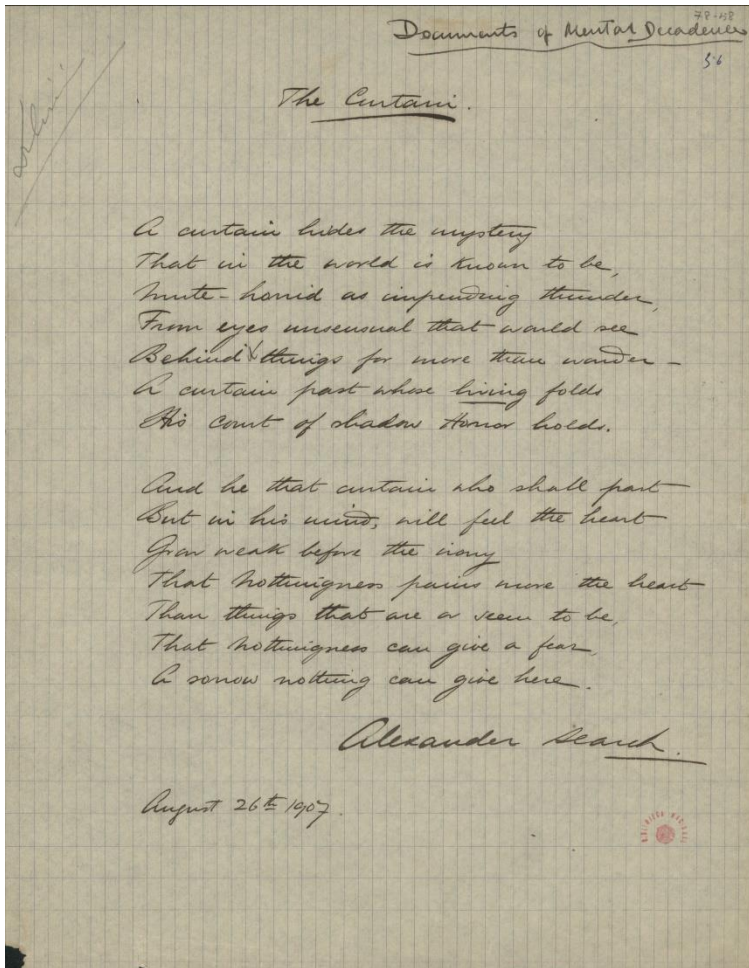 78-58
Documents of Mental Decadence
56
The Curtain.
A curtain hides the mystery
That in the world is known to be,
Mute-horrid as impending thunder,
From eyes unsensual that would see
Behind things for more than wonder –
A curtain past whose living folds
His court of shadow Horror holds.
And he that curtain who shall part
But in his mind, will feel the heart
Grow weak before the irony
That Nothingness pains more the heart
Than things that are or seem to be,
That Nothingness can give a fear,
A sorrow nothing can give here.
Alexander Search.
August 26th 1907.